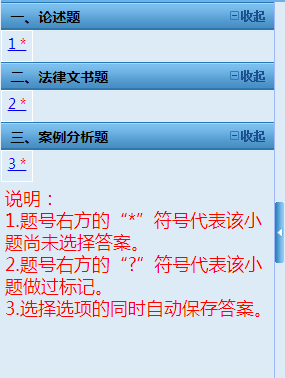 一、论述题 收起
1 *
二、法律文书题 收起
2 *
三、案例分析题 收起
3 *
说明：
1.题号右方的“*”符号代表该小
题尚未选择答案。
2.题号右方的“?”符号代表该小
题做过标记。
3.选择选项的同时自动保存答案。